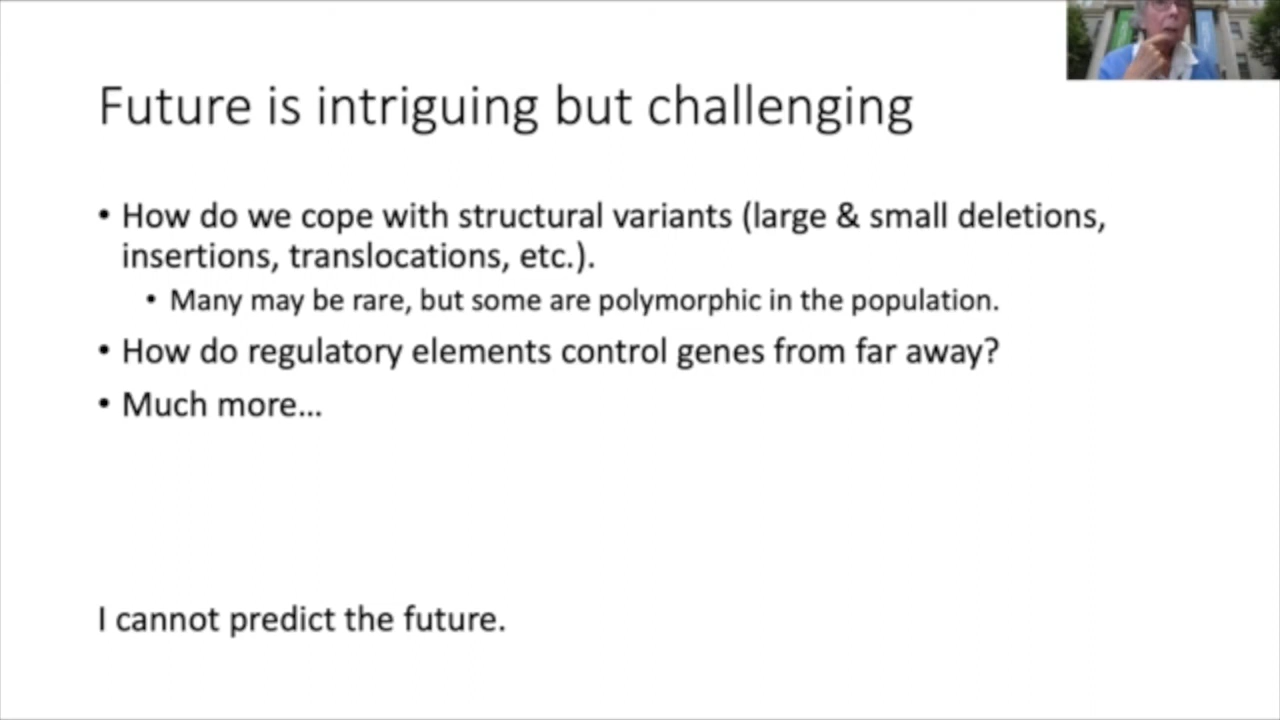 Future is intriguing but challenging
• How do we cope with structural variants (large & small deletions,
insertions, translocations, etc.).
• Many may be rare, but some are polymorphic in the population.
• How do regulatory elements control genes from far away?
• Much more…
I cannot predict the future.